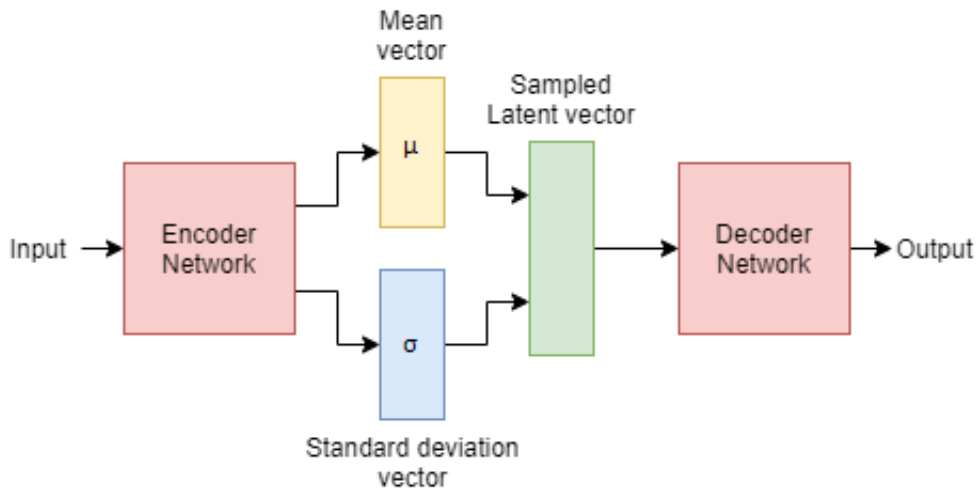 Mean
vector
μ
Sampled
Latent vector
Input
Encoder
Network
Decoder
Network
Output
σ
Standard deviation
vector